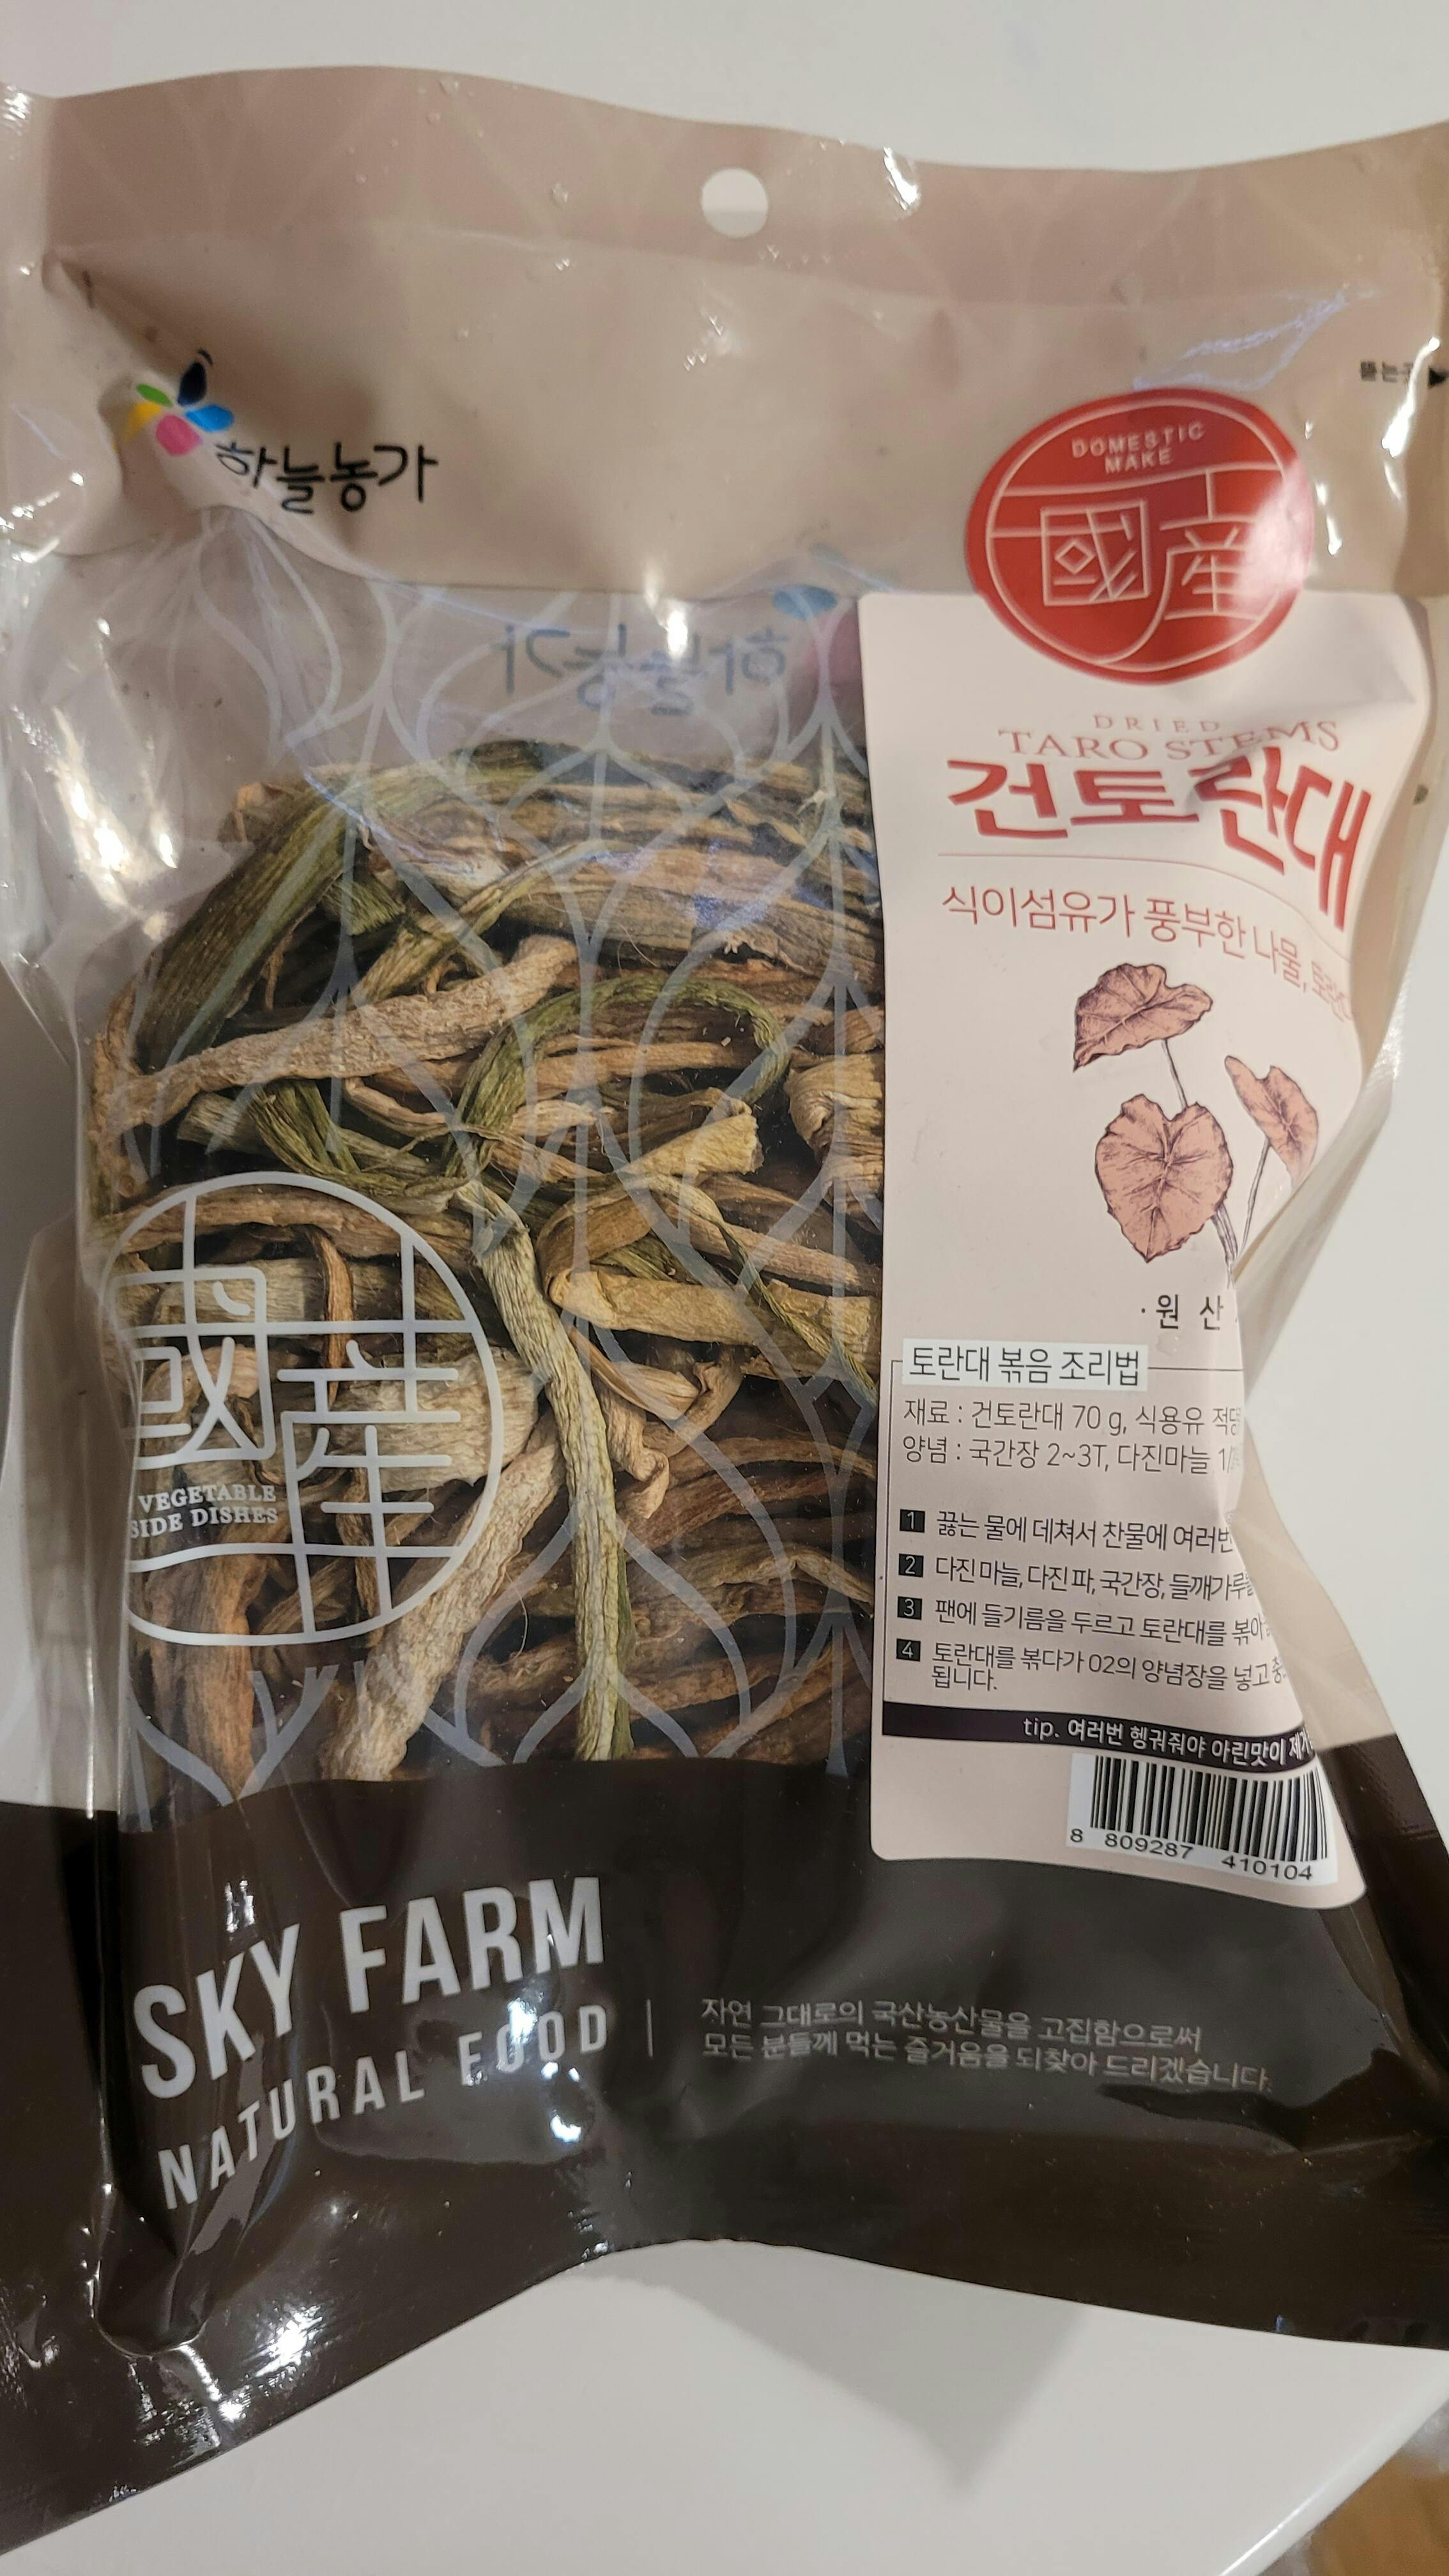 하늘농가
DOMESTIC
MAKE
國産
DRIED
TARO STEMS
건토란대
식이섬유가 풍부한 나물,
· 원 산
토란대 볶음 조리법
재료 : 건토란대 70 g, 식용유
양념 : 국간장 2~3T, 다진마늘
1 끓는 물에 데쳐서 찬물에 여러번
2 다진마늘, 다진 파, 국간장, 들깨가루를
3 팬에 들기름을 두르고 토란대를
4 토란대를 볶다가 02의 양념장을 넣고
됩니다.
tip. 여러번 헹궈줘야 아린맛이
8 809287 410104
國産
VEGETABLE
SIDE DISHES
SKY FARM
NATURAL FOOD
자연 그대로의 국산농산물을 고집함으로써
모든 분들께 먹는 즐거움을 되찾아 드리겠습니다.